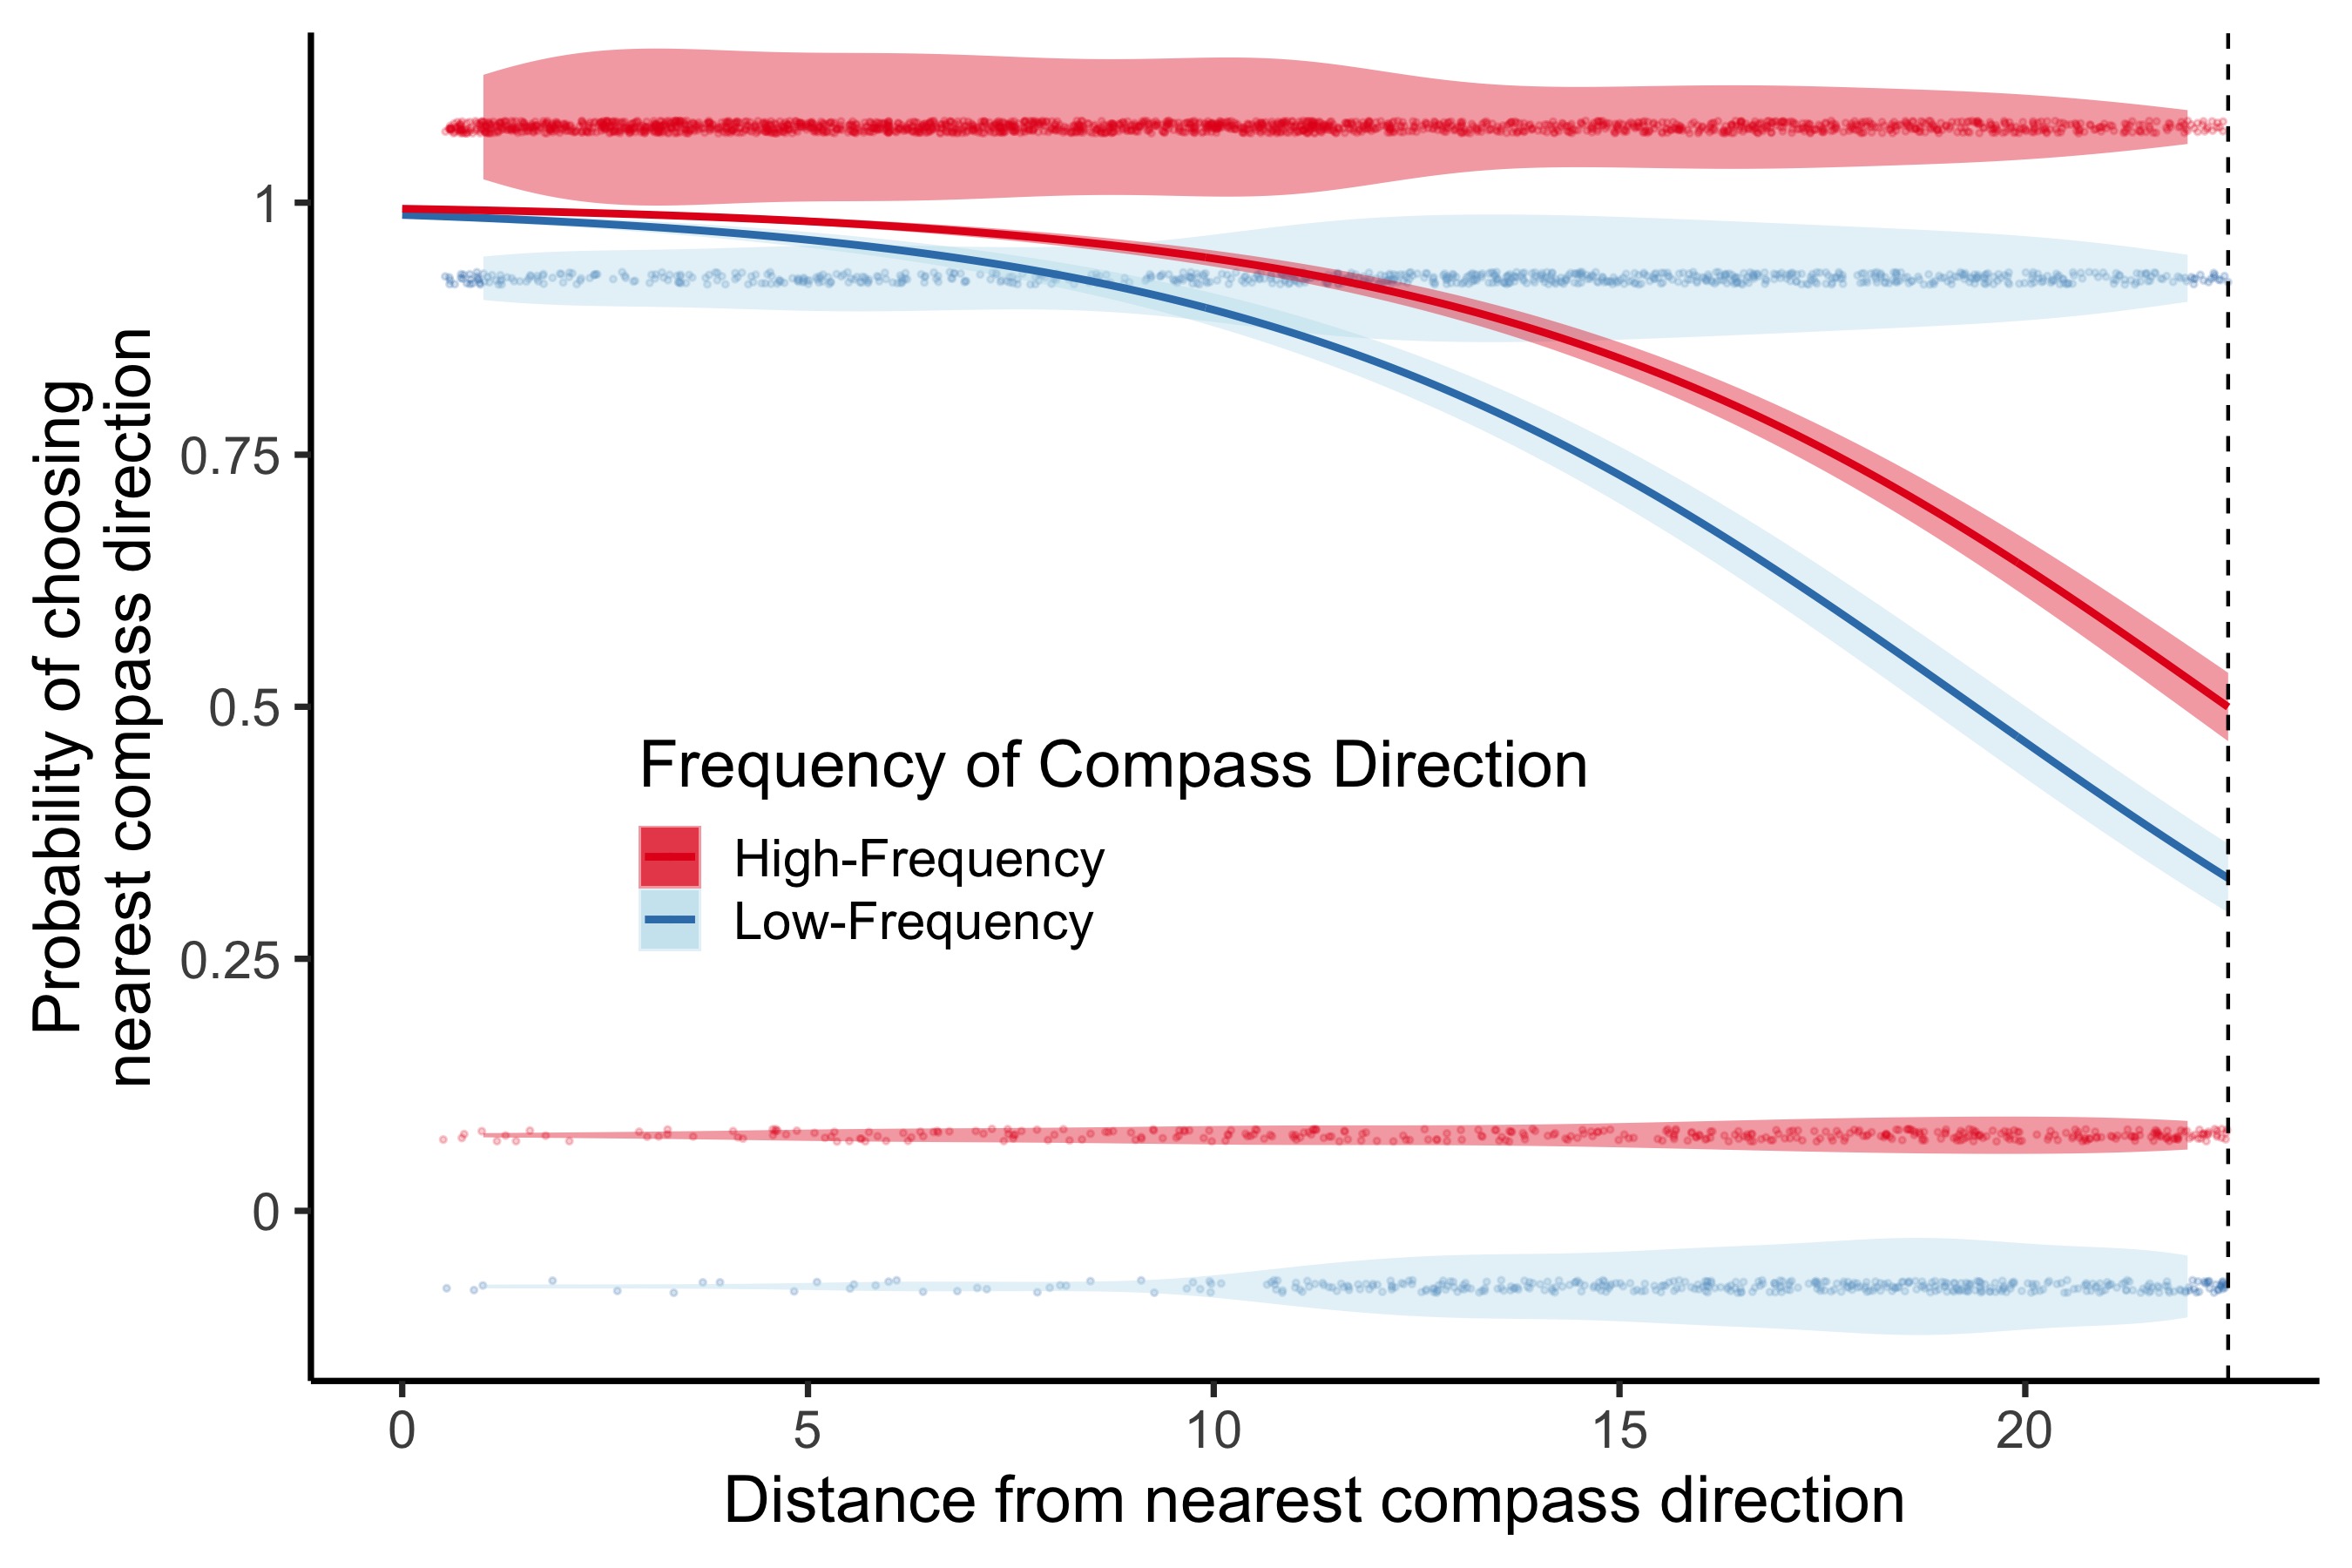 Probability of choosing
nearest compass direction
1
0.75
0.5
0.25
0
Frequency of Compass Direction
High-Frequency
Low-Frequency
0 5 10 15 20
Distance from nearest compass direction